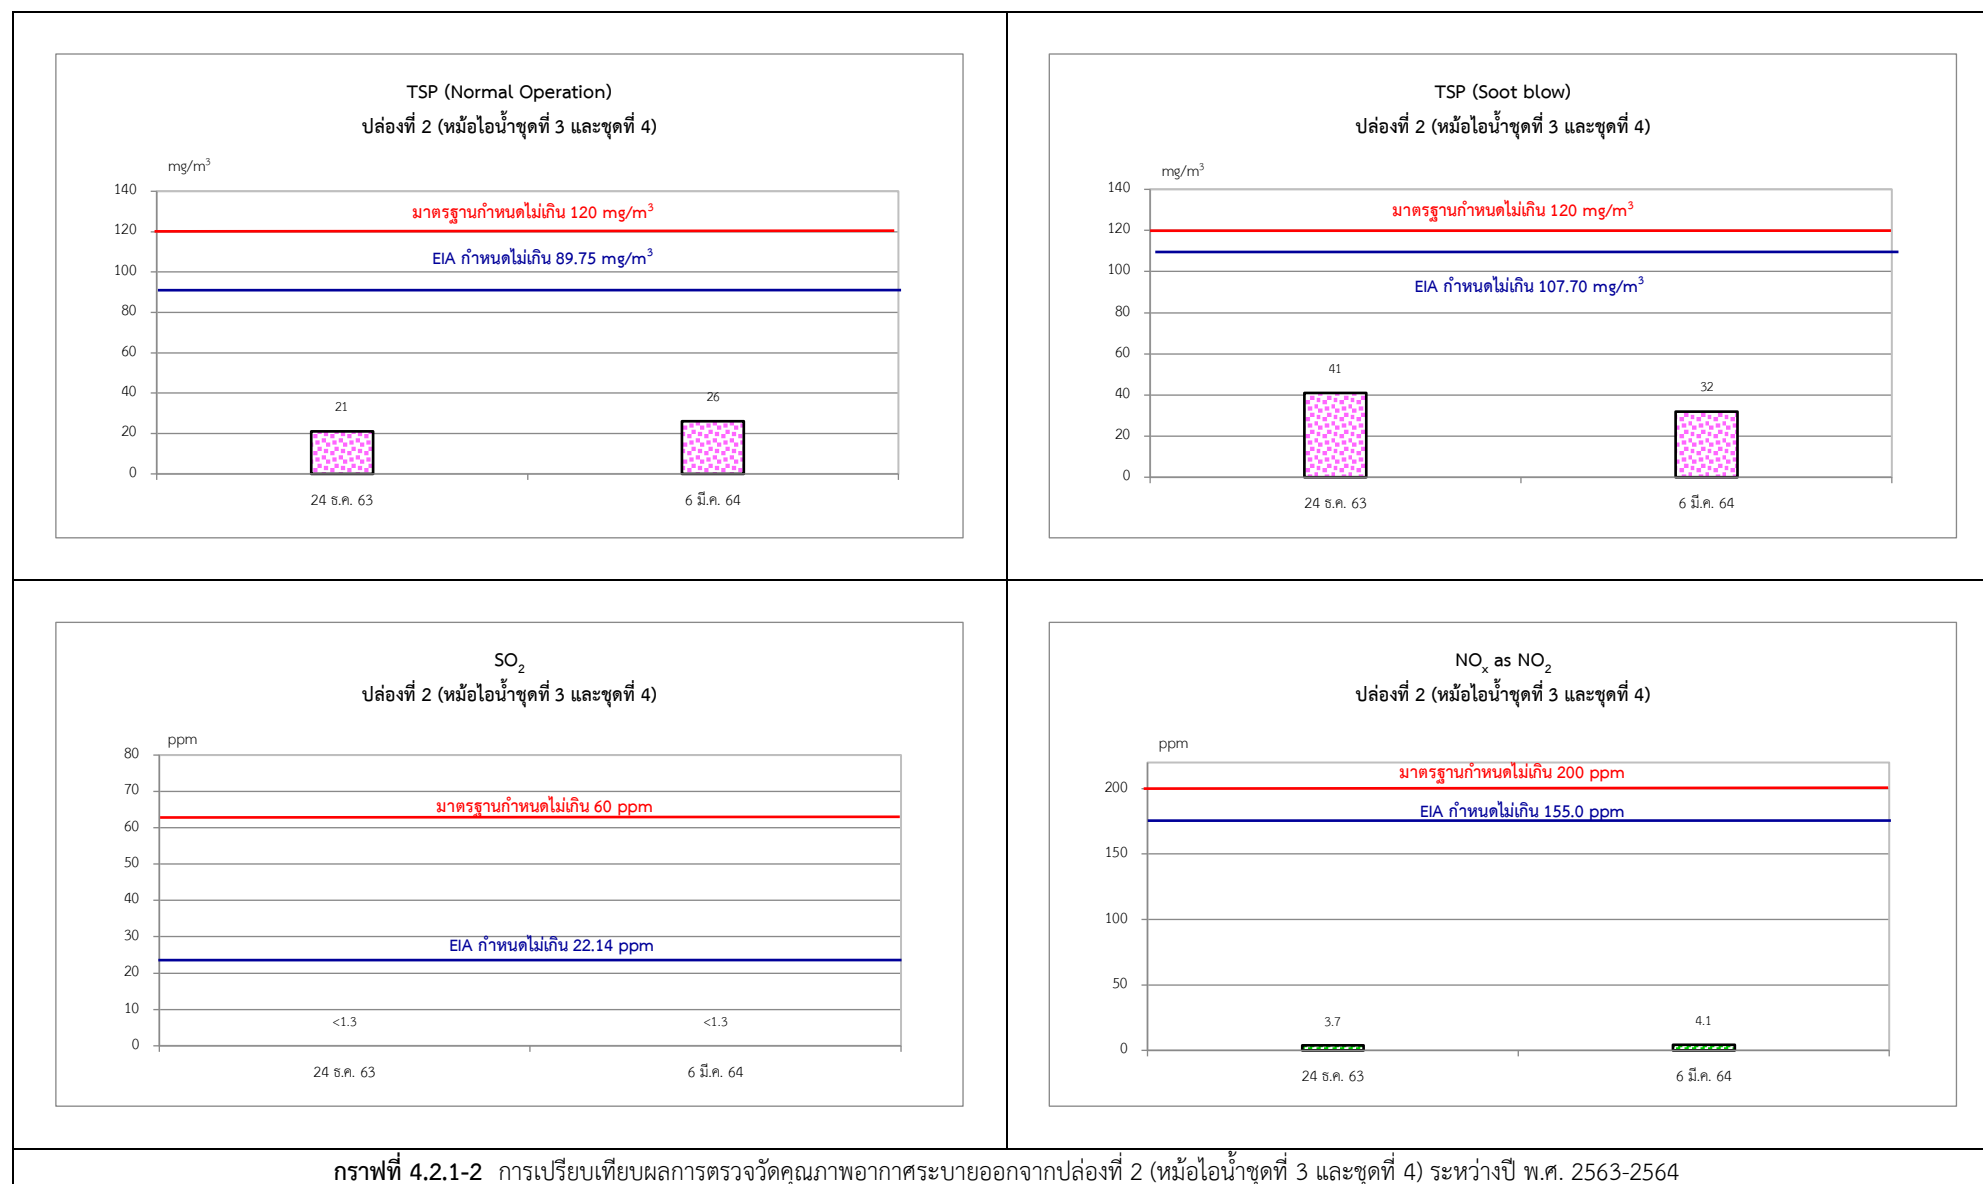 TSP (Normal Operation)
ปล่องที่ 2 (หม้อไอน้ำชุดที่ 3 และชุดที่ 4)
mg/m³
140
มาตรฐานกำหนดไม่เกิน 120 mg/m³
120
EIA กำหนดไม่เกิน 89.75 mg/m³
100
80
60
40
21
26
20
0
24 ธ.ค. 63
6 มี.ค. 64
TSP (Soot blow)
ปล่องที่ 2 (หม้อไอน้ำชุดที่ 3 และชุดที่ 4)
mg/m³
140
มาตรฐานกำหนดไม่เกิน 120 mg/m³
120
100
EIA กำหนดไม่เกิน 107.70 mg/m³
80
60
41
32
40
20
0
24 ธ.ค. 63
6 มี.ค. 64
SO₂
ปล่องที่ 2 (หม้อไอน้ำชุดที่ 3 และชุดที่ 4)
ppm
80
70
มาตรฐานกำหนดไม่เกิน 60 ppm
60
50
40
30
EIA กำหนดไม่เกิน 22.14 ppm
20
10
<1.3
<1.3
0
24 ธ.ค. 63
6 มี.ค. 64
NOₓ as NO₂
ปล่องที่ 2 (หม้อไอน้ำชุดที่ 3 และชุดที่ 4)
ppm
มาตรฐานกำหนดไม่เกิน 200 ppm
200
EIA กำหนดไม่เกิน 155.0 ppm
150
100
50
3.7
4.1
0
24 ธ.ค. 63
6 มี.ค. 64
กราฟที่ 4.2.1-2 การเปรียบเทียบผลการตรวจวัดคุณภาพอากาศระบายออกจากปล่องที่ 2 (หม้อไอน้ำชุดที่ 3 และชุดที่ 4) ระหว่างปี พ.ศ. 2563-2564